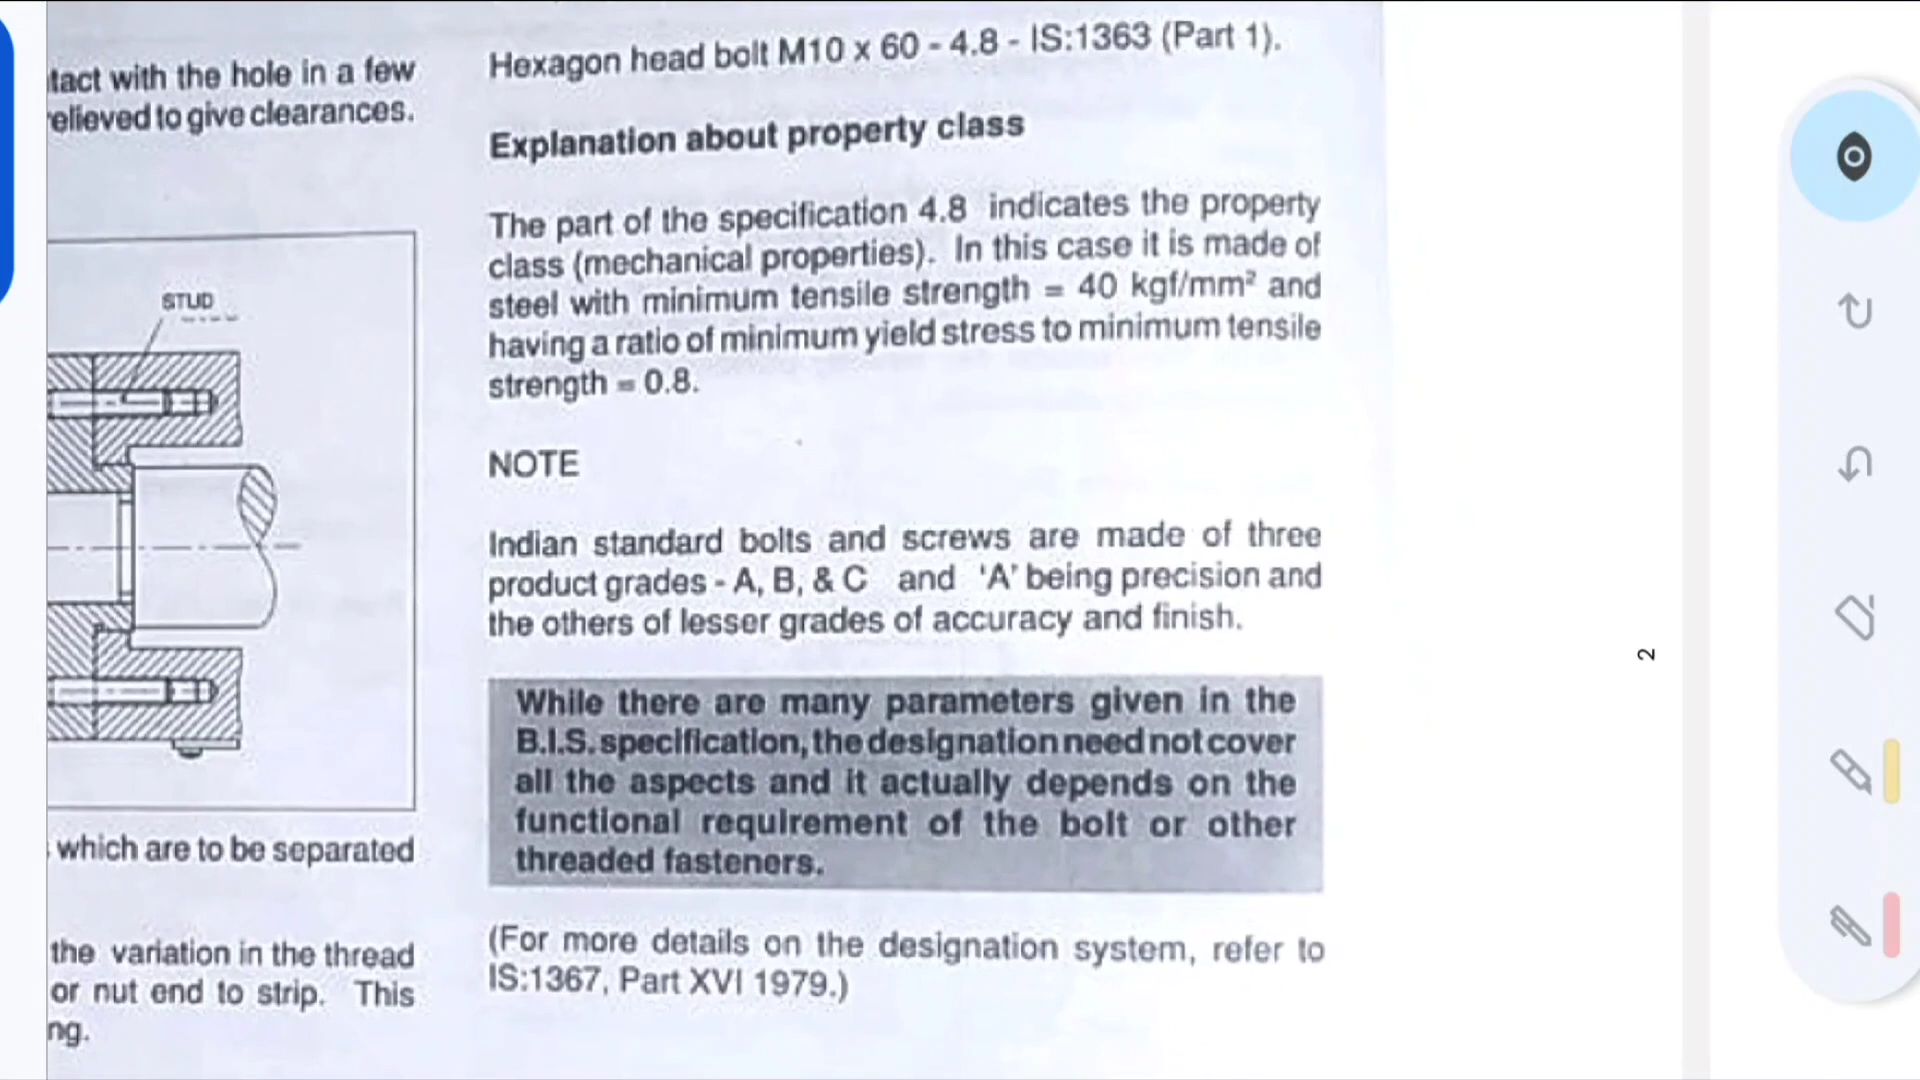 tact with the hole in a few
relieved to give clearances.
STUD
which are to be separated
the variation in the thread
or nut end to strip. This
ng.
Hexagon head bolt M10 x 60 - 4.8 - IS:1363 (Part 1).
Explanation about property class
The part of the specification 4.8 indicates the property
class (mechanical properties). In this case it is made of
steel with minimum tensile strength = 40 kgf/mm² and
having a ratio of minimum yield stress to minimum tensile
strength = 0.8.
NOTE
Indian standard bolts and screws are made of three
product grades - A, B, & C and 'A' being precision and
the others of lesser grades of accuracy and finish.
While there are many parameters given in the
B.I.S. specification, the designation need not cover
all the aspects and it actually depends on the
functional requirement of the bolt or other
threaded fasteners.
(For more details on the designation system, refer to
IS:1367, Part XVI 1979.)
2